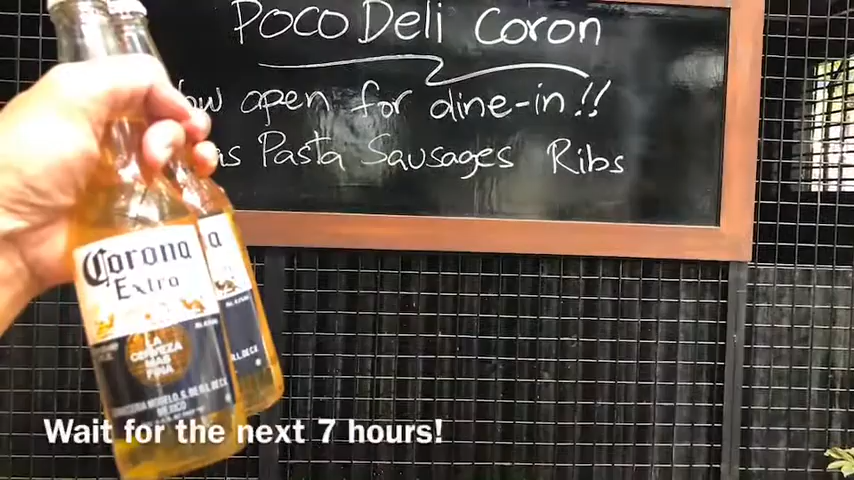 Poco Deli Coron
open for dine-in!!
Pasta Sausages Ribs
Corona
Extra
LA
CERVEZA
MAS
FINA
MEXICO
Wait for the next 7 hours!